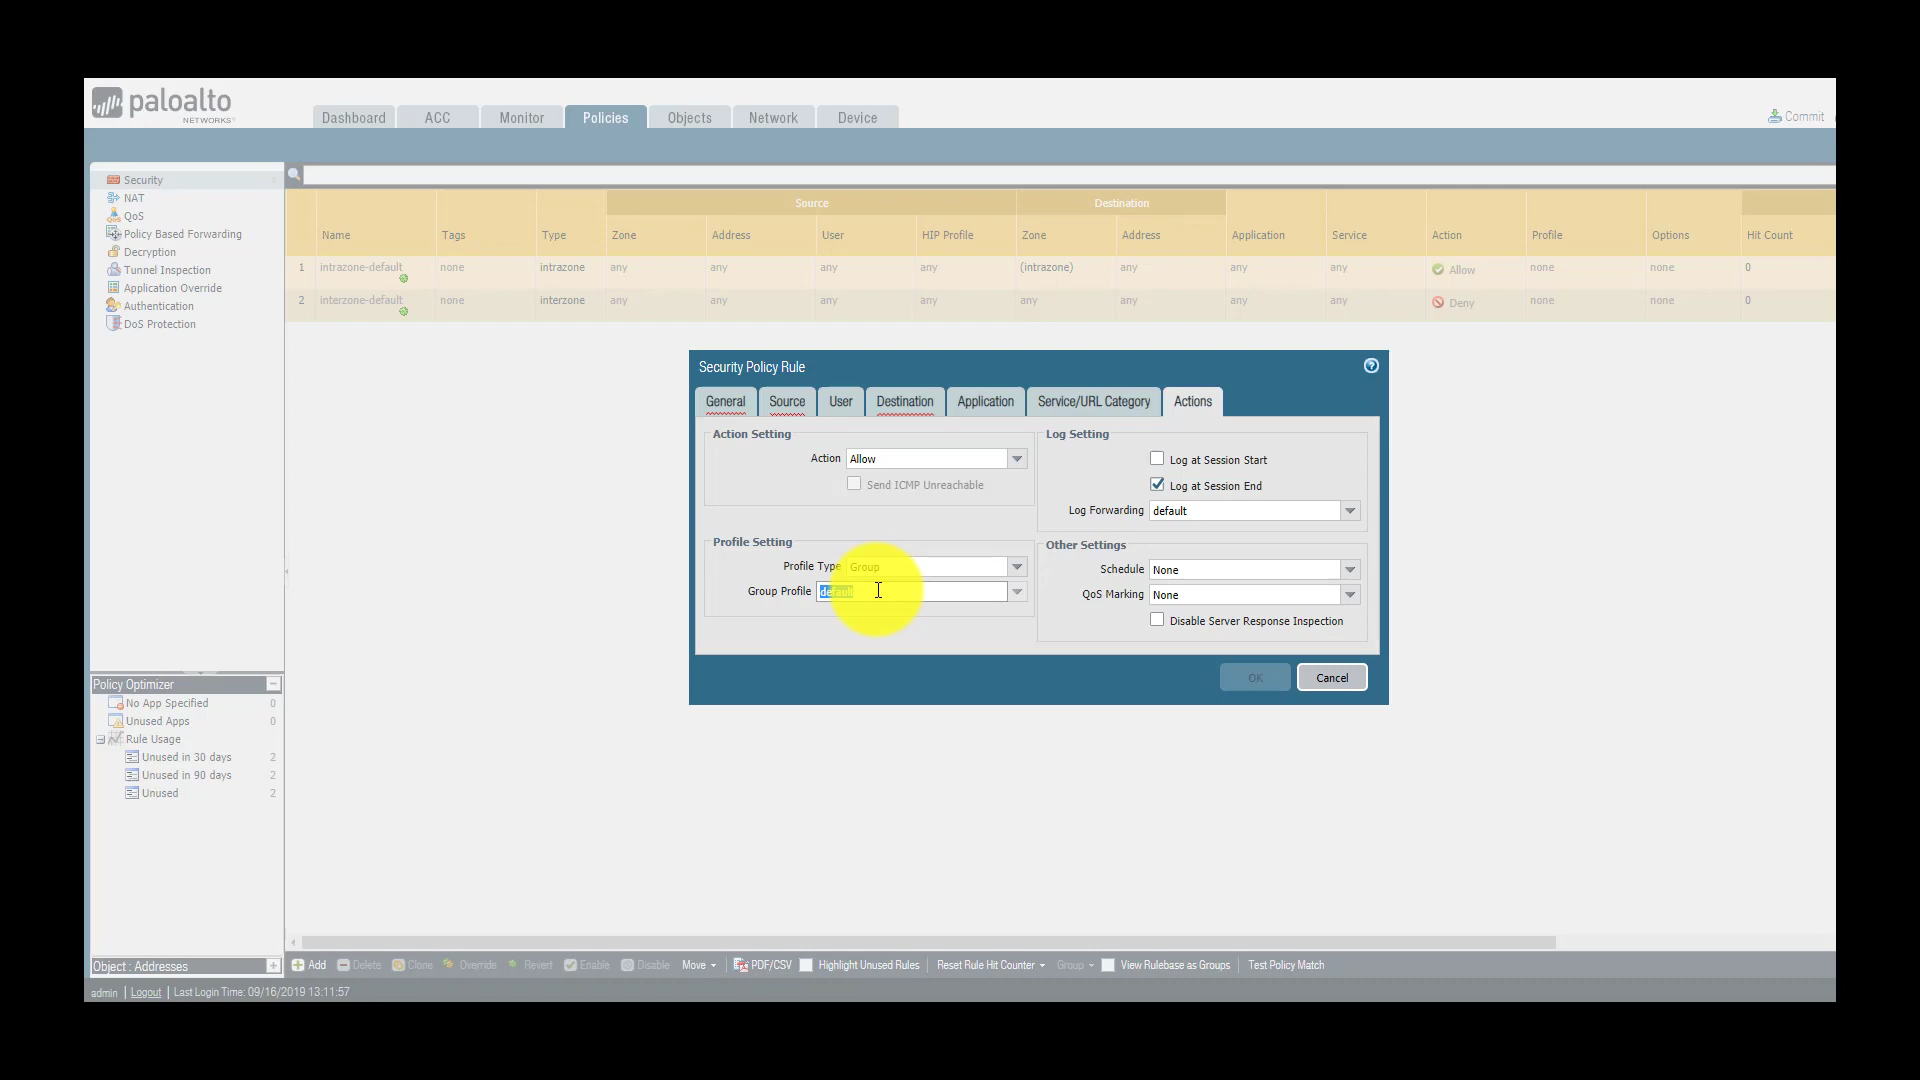 paloalto
NETWORKS®
Dashboard ACC Monitor Policies Objects Network Device
Commit
Security
NAT
QoS
Policy Based Forwarding
Decryption
Tunnel Inspection
Application Override
Authentication
DoS Protection
Source Destination
Name Tags Type Zone Address User HIP Profile Zone Address Application Service Action Profile Options Hit Count
1 intrazone-default none intrazone any any any any (intrazone) any any any Allow none none 0
2 interzone-default none interzone any any any any any any any any Deny none none 0
Security Policy Rule
General Source User Destination Application Service/URL Category Actions
Action Setting
Action Allow
Send ICMP Unreachable
Profile Setting
Profile Type Group
Group Profile default
Log Setting
Log at Session Start
Log at Session End
Log Forwarding default
Other Settings
Schedule None
QoS Marking None
Disable Server Response Inspection
OK Cancel
Policy Optimizer
No App Specified 0
Unused Apps 0
Rule Usage
Unused in 30 days 2
Unused in 90 days 2
Unused 2
Object : Addresses
Add Delete Clone Override Revert Enable Disable Move PDF/CSV Highlight Unused Rules Reset Rule Hit Counter Group View Rulebase as Groups Test Policy Match
admin | Logout | Last Login Time: 09/16/2019 13:11:57